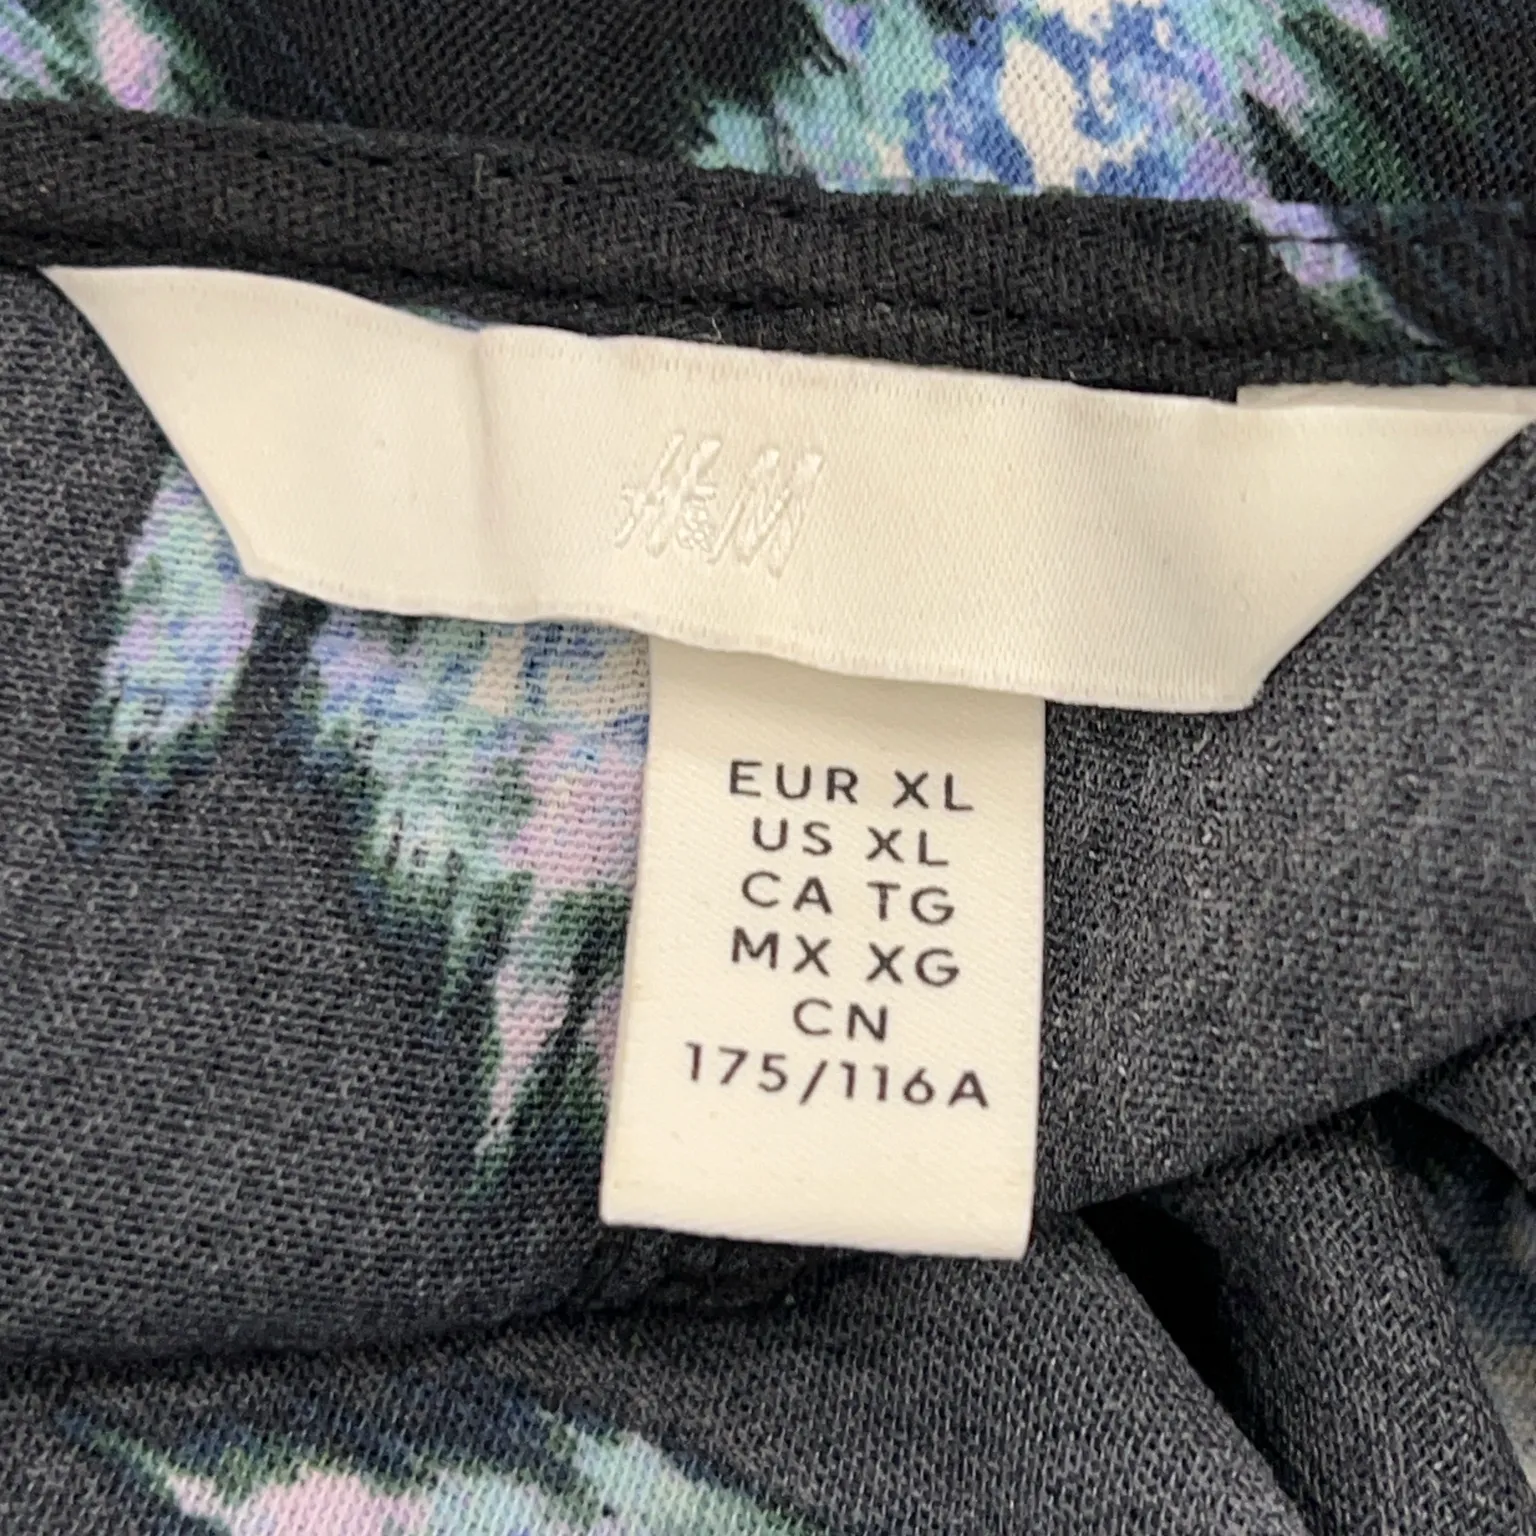 H&M
EUR XL
US XL
CA TG
MX XG
CN
175/116A